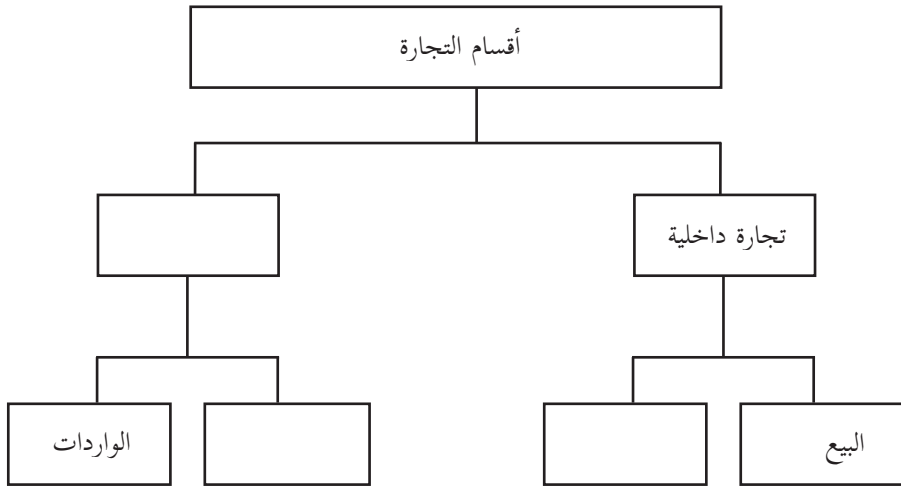 أقسام التجارة
تجارة داخلية
البيع
الواردات